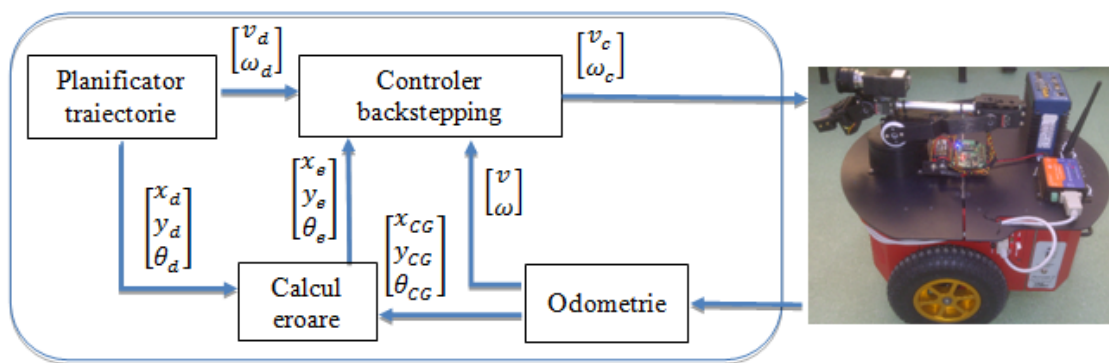 [v_d
ω_d]
Planificator
traiectorie
Controler
backstepping
[v_c
ω_c]
[x_d
y_d
θ_d]
[x_e
y_e
θ_e]
[v
ω]
[x_CG
y_CG
θ_CG]
Calcul
eroare
Odometrie